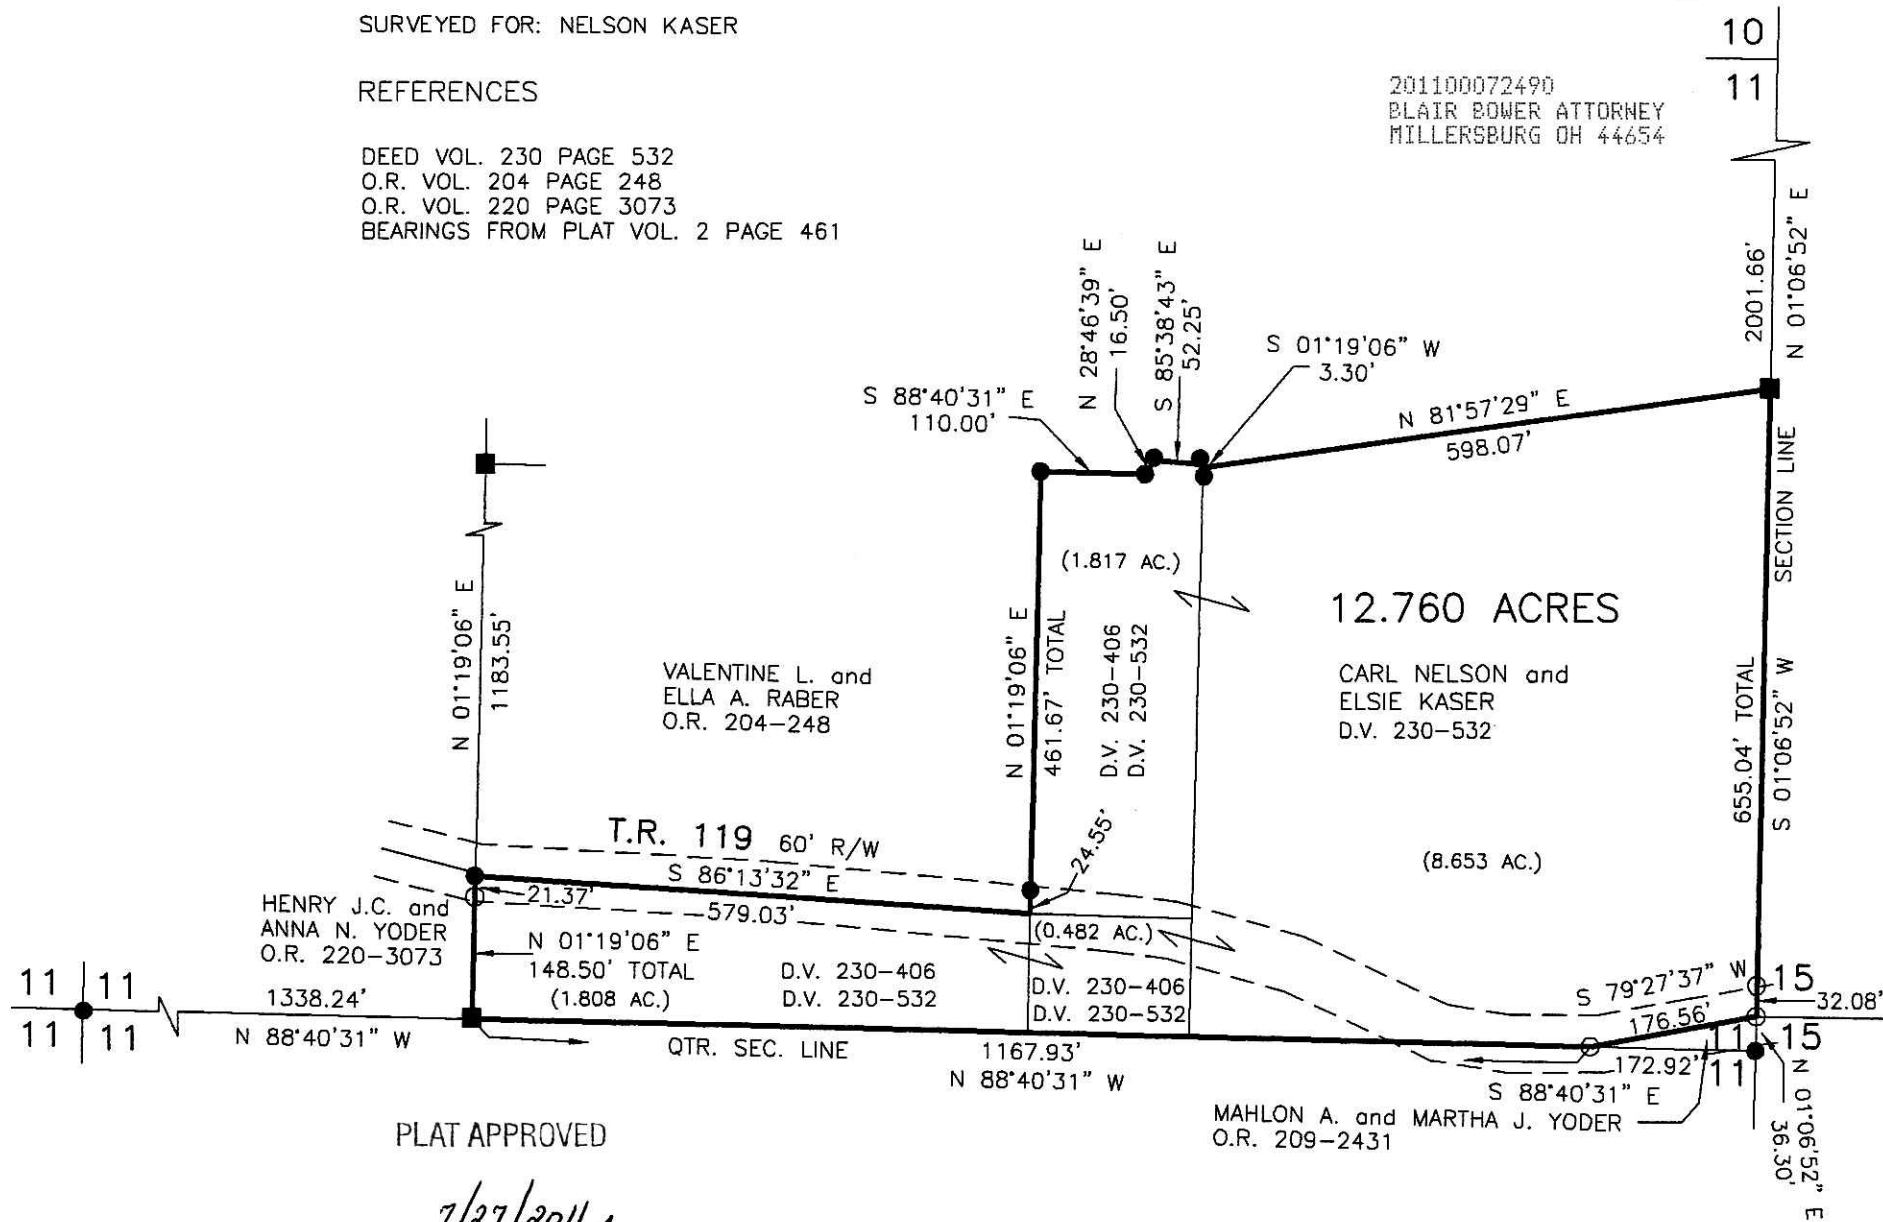 SURVEYED FOR: NELSON KASER
REFERENCES
DEED VOL. 230 PAGE 532
O.R. VOL. 204 PAGE 248
O.R. VOL. 220 PAGE 3073
BEARINGS FROM PLAT VOL. 2 PAGE 461
201100072490
BLAIR BOWER ATTORNEY
MILLERSBURG OH 44654
10
11
2001.66'
N 01°06'52" E
N 28°46'39" E
16.50'
S 85°38'43" E
52.25'
S 01°19'06" W
3.30'
S 88°40'31" E
110.00'
N 81°57'29" E
598.07'
SECTION LINE
S 01°06'52" W
655.04' TOTAL
N 01°19'06" E
1183.55'
VALENTINE L. and
ELLA A. RABER
O.R. 204-248
N 01°19'06" E
461.67' TOTAL
(1.817 AC.)
D.V. 230-406
D.V. 230-532
12.760 ACRES
CARL NELSON and
ELSIE KASER
D.V. 230-532
(8.653 AC.)
T.R. 119 60' R/W
S 86°13'32" E
579.03'
21.37'
24.55'
HENRY J.C. and
ANNA N. YODER
O.R. 220-3073
N 01°19'06" E
148.50' TOTAL
(1.808 AC.)
D.V. 230-406
D.V. 230-532
(0.482 AC.)
D.V. 230-406
D.V. 230-532
11 11
11 11
1338.24'
N 88°40'31" W
QTR. SEC. LINE
1167.93'
N 88°40'31" W
S 79°27'37" W
176.56'
15
32.08'
11 15
11
172.92'
S 88°40'31" E
N 01°06'52" E
36.30'
MAHLON A. and MARTHA J. YODER
O.R. 209-2431
PLAT APPROVED
7/27/2011